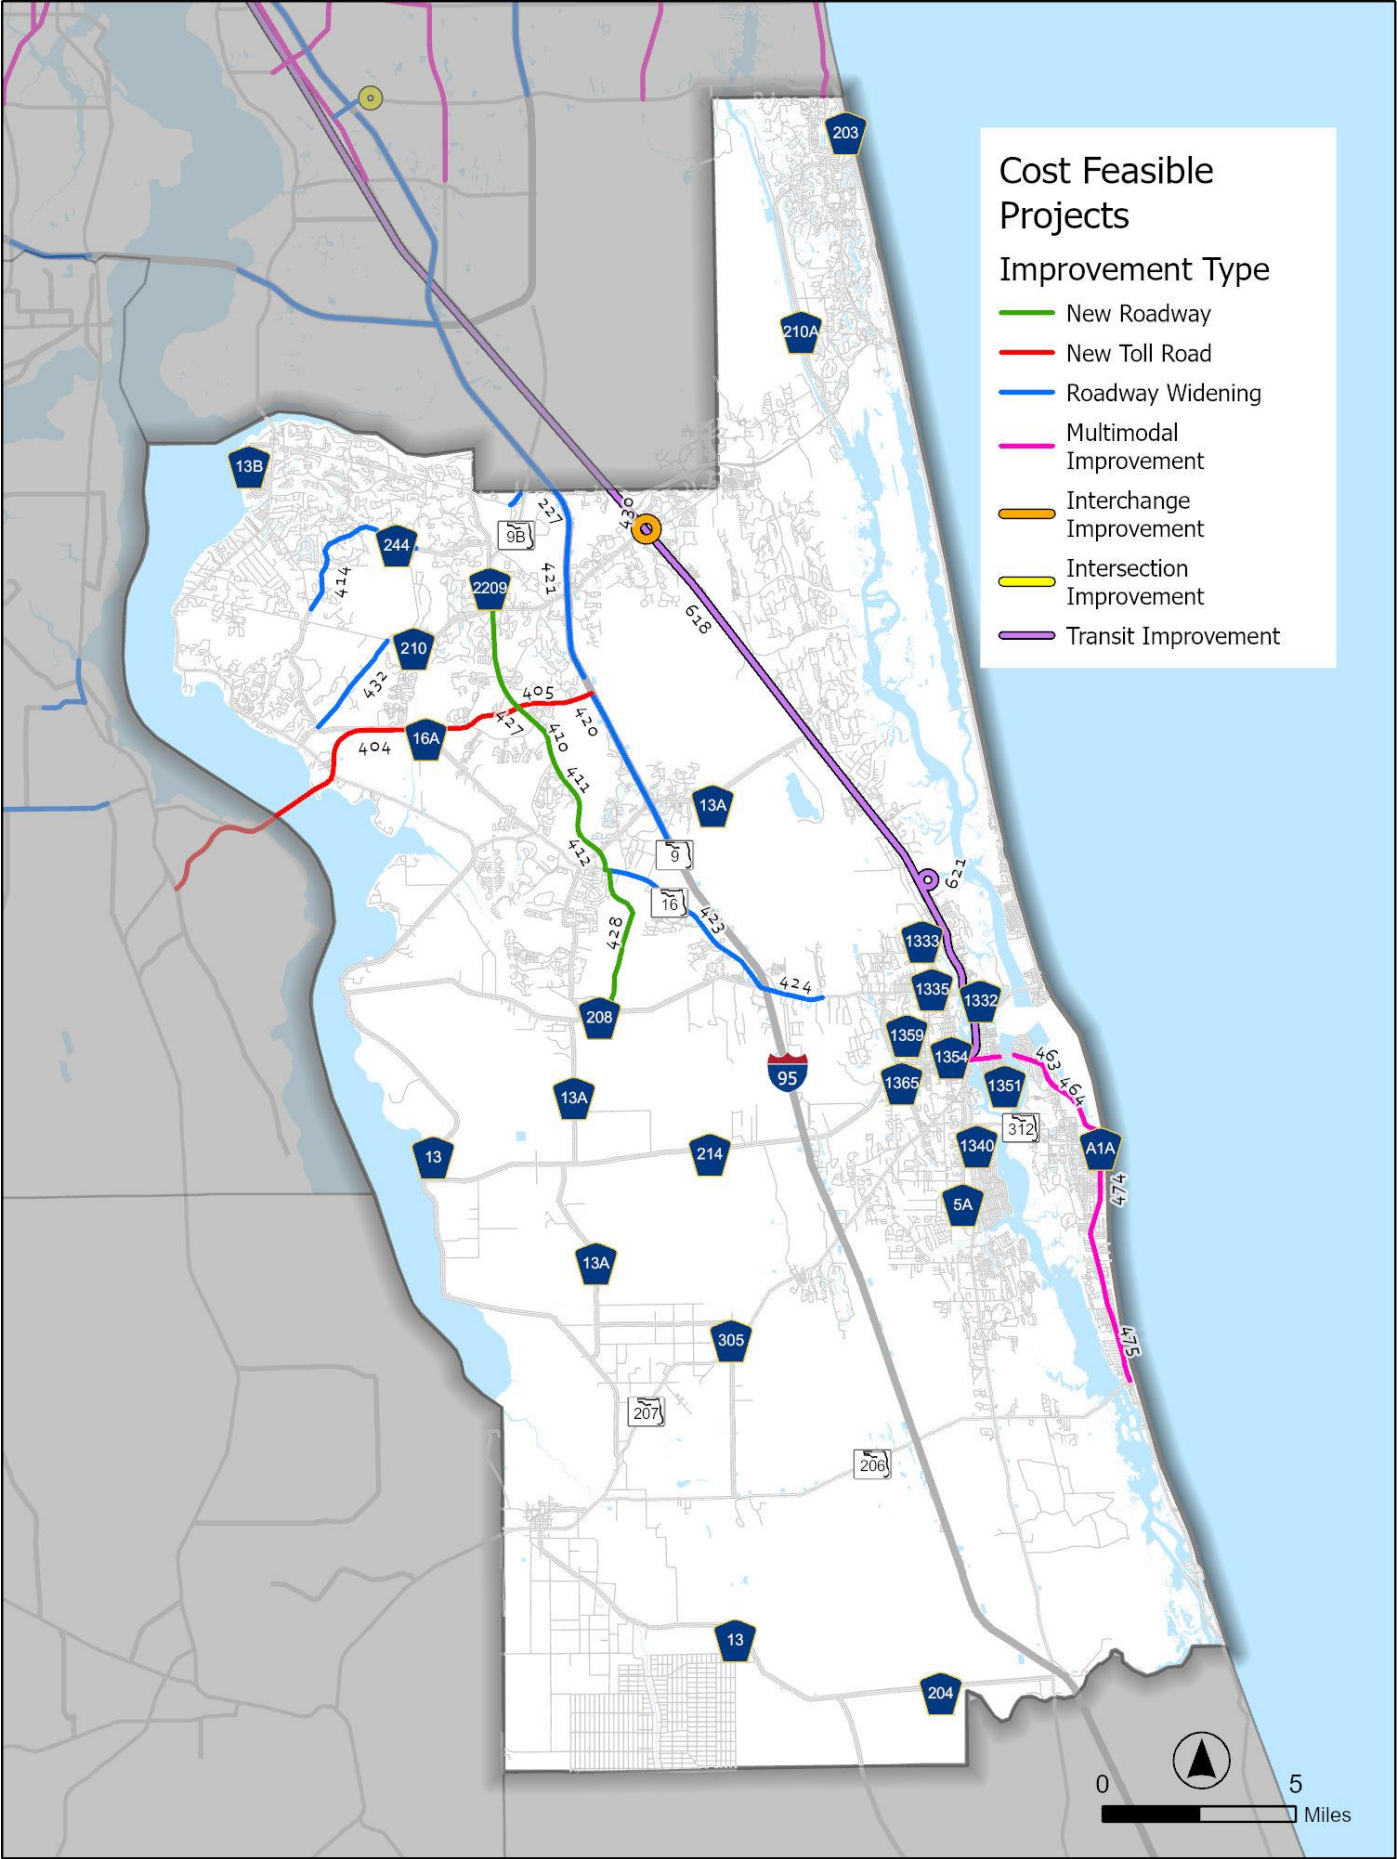 203
Cost Feasible
Projects
Improvement Type
New Roadway
New Toll Road
Roadway Widening
Multimodal
Improvement
Interchange
Improvement
Intersection
Improvement
Transit Improvement
210A
13B
227
430
9B
244
414
421
2209
618
210
432
405
427
420
16A
404
410
411
13A
412
9
621
16
423
428
1333
424
1335
1332
208
1359
1354
463
464
95
1365
1351
13A
312
13
214
1340
A1A
474
5A
13A
305
475
207
206
13
204
0
5
Miles